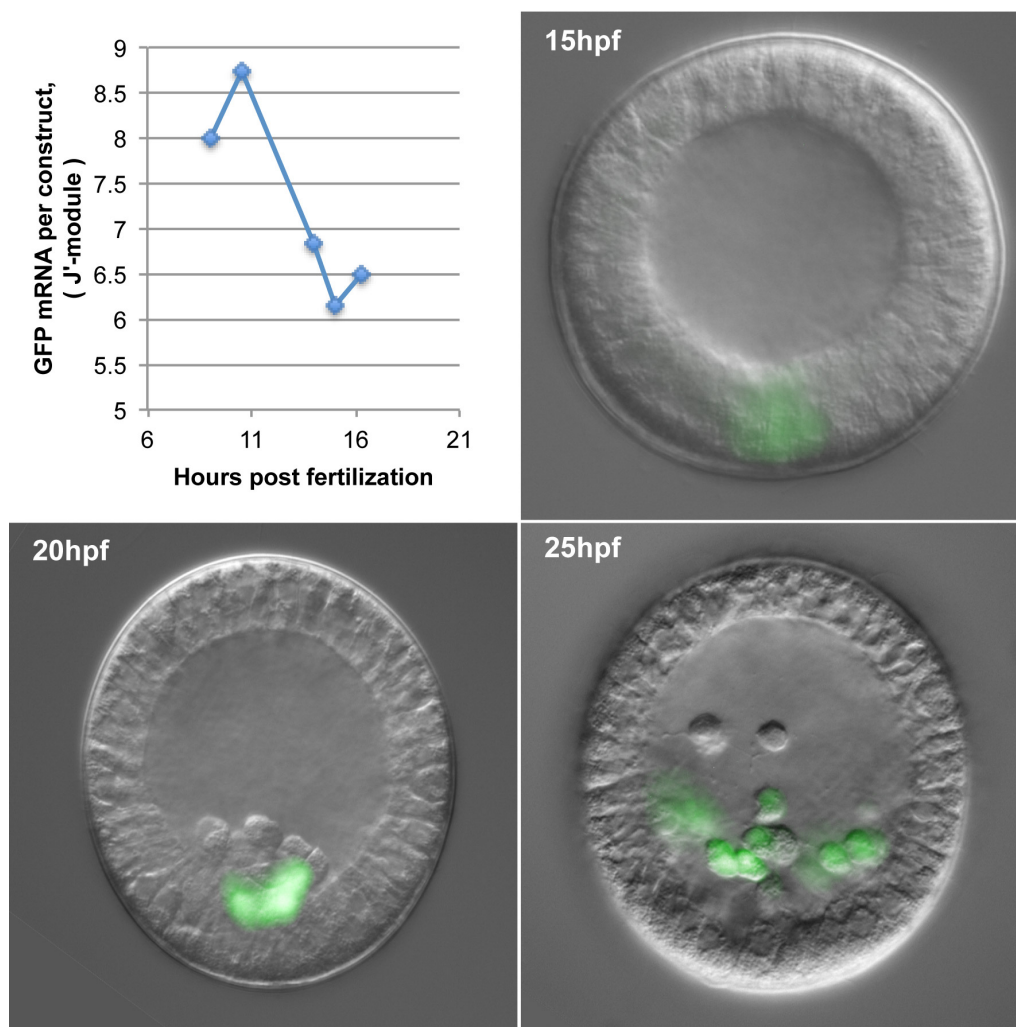 GFP mRNA per construct,
( J'-module )
9
8.5
8
7.5
7
6.5
6
5.5
5
6 11 16 21
Hours post fertilization
15hpf
20hpf
25hpf